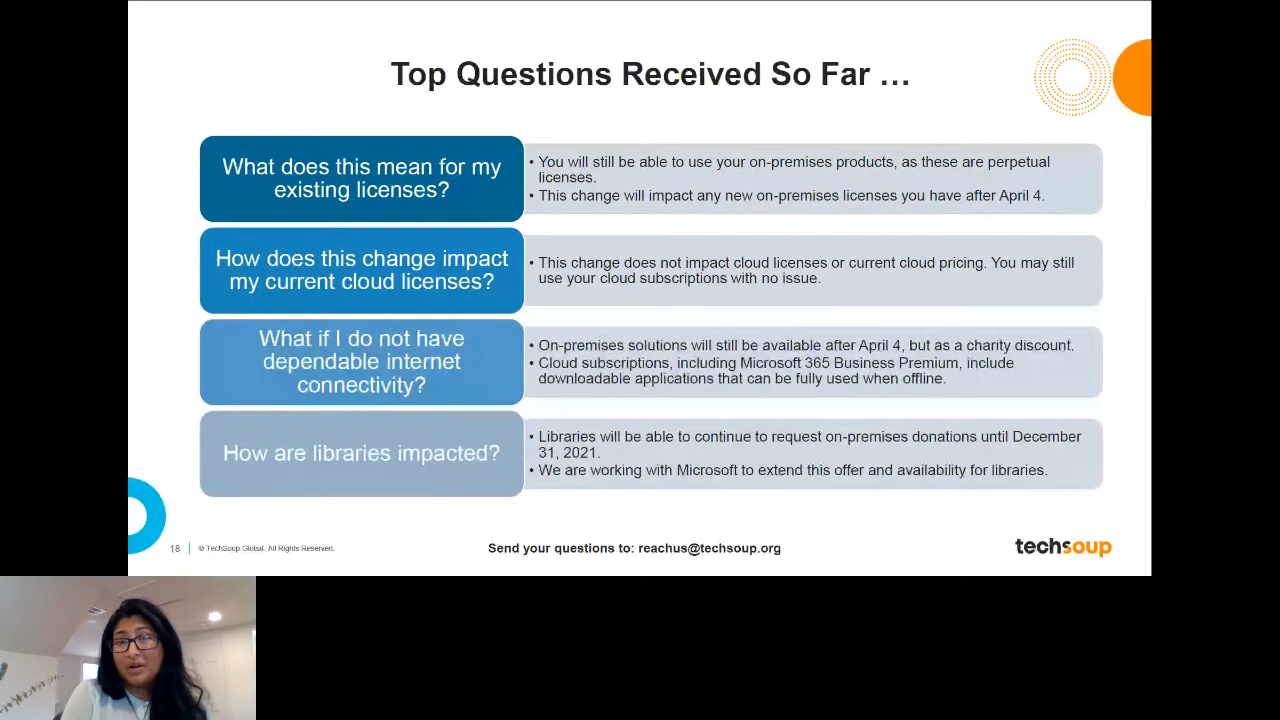 Top Questions Received So Far …
What does this mean for my
existing licenses?
• You will still be able to use your on-premises products, as these are perpetual
licenses.
• This change will impact any new on-premises licenses you have after April 4.
How does this change impact
my current cloud licenses?
• This change does not impact cloud licenses or current cloud pricing. You may still
use your cloud subscriptions with no issue.
What if I do not have
dependable internet
connectivity?
• On-premises solutions will still be available after April 4, but as a charity discount.
• Cloud subscriptions, including Microsoft 365 Business Premium, include
downloadable applications that can be fully used when offline.
How are libraries impacted?
• Libraries will be able to continue to request on-premises donations until December
31, 2021.
• We are working with Microsoft to extend this offer and availability for libraries.
18 © TechSoup Global. All Rights Reserved.
Send your questions to: reachus@techsoup.org
techsoup